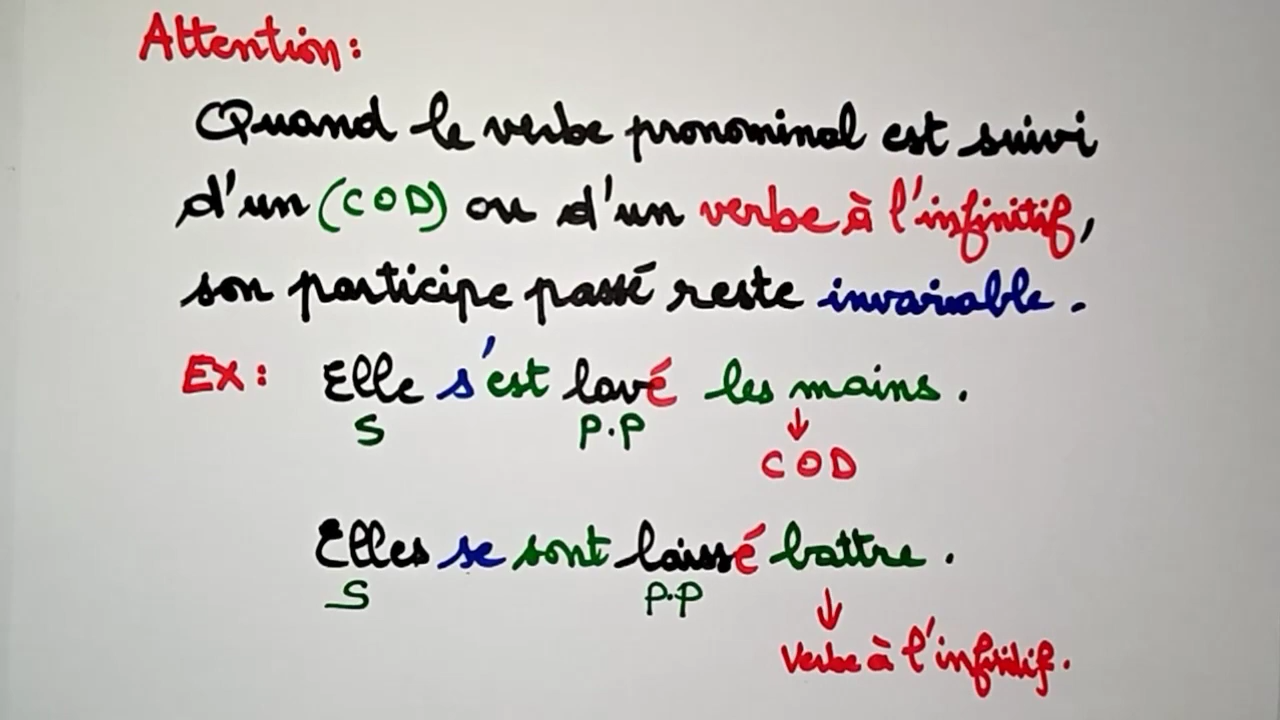 Attention:
Quand le verbe pronominal est suivi
d'un (COD) ou d'un verbe à l'infinitif,
son participe passé reste invariable.
Ex: Elle s'est lavé les mains.
S P.P
COD
Elles se sont laissé battre.
S P.P
Verbe à l'infinitif.